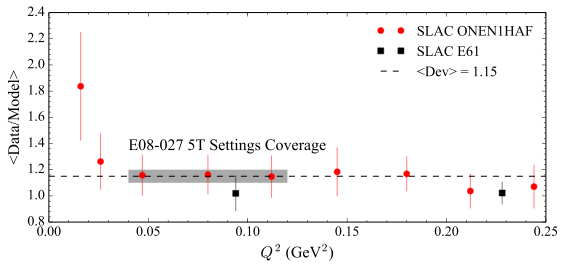 SLAC ONEN1HAF
SLAC E61
<Dev> = 1.15
E08-027 5T Settings Coverage
<Data/Model>
2.4
2.2
2.0
1.8
1.6
1.4
1.2
1.0
0.8
0.00
0.05
0.10
0.15
0.20
0.25
Q² (GeV²)